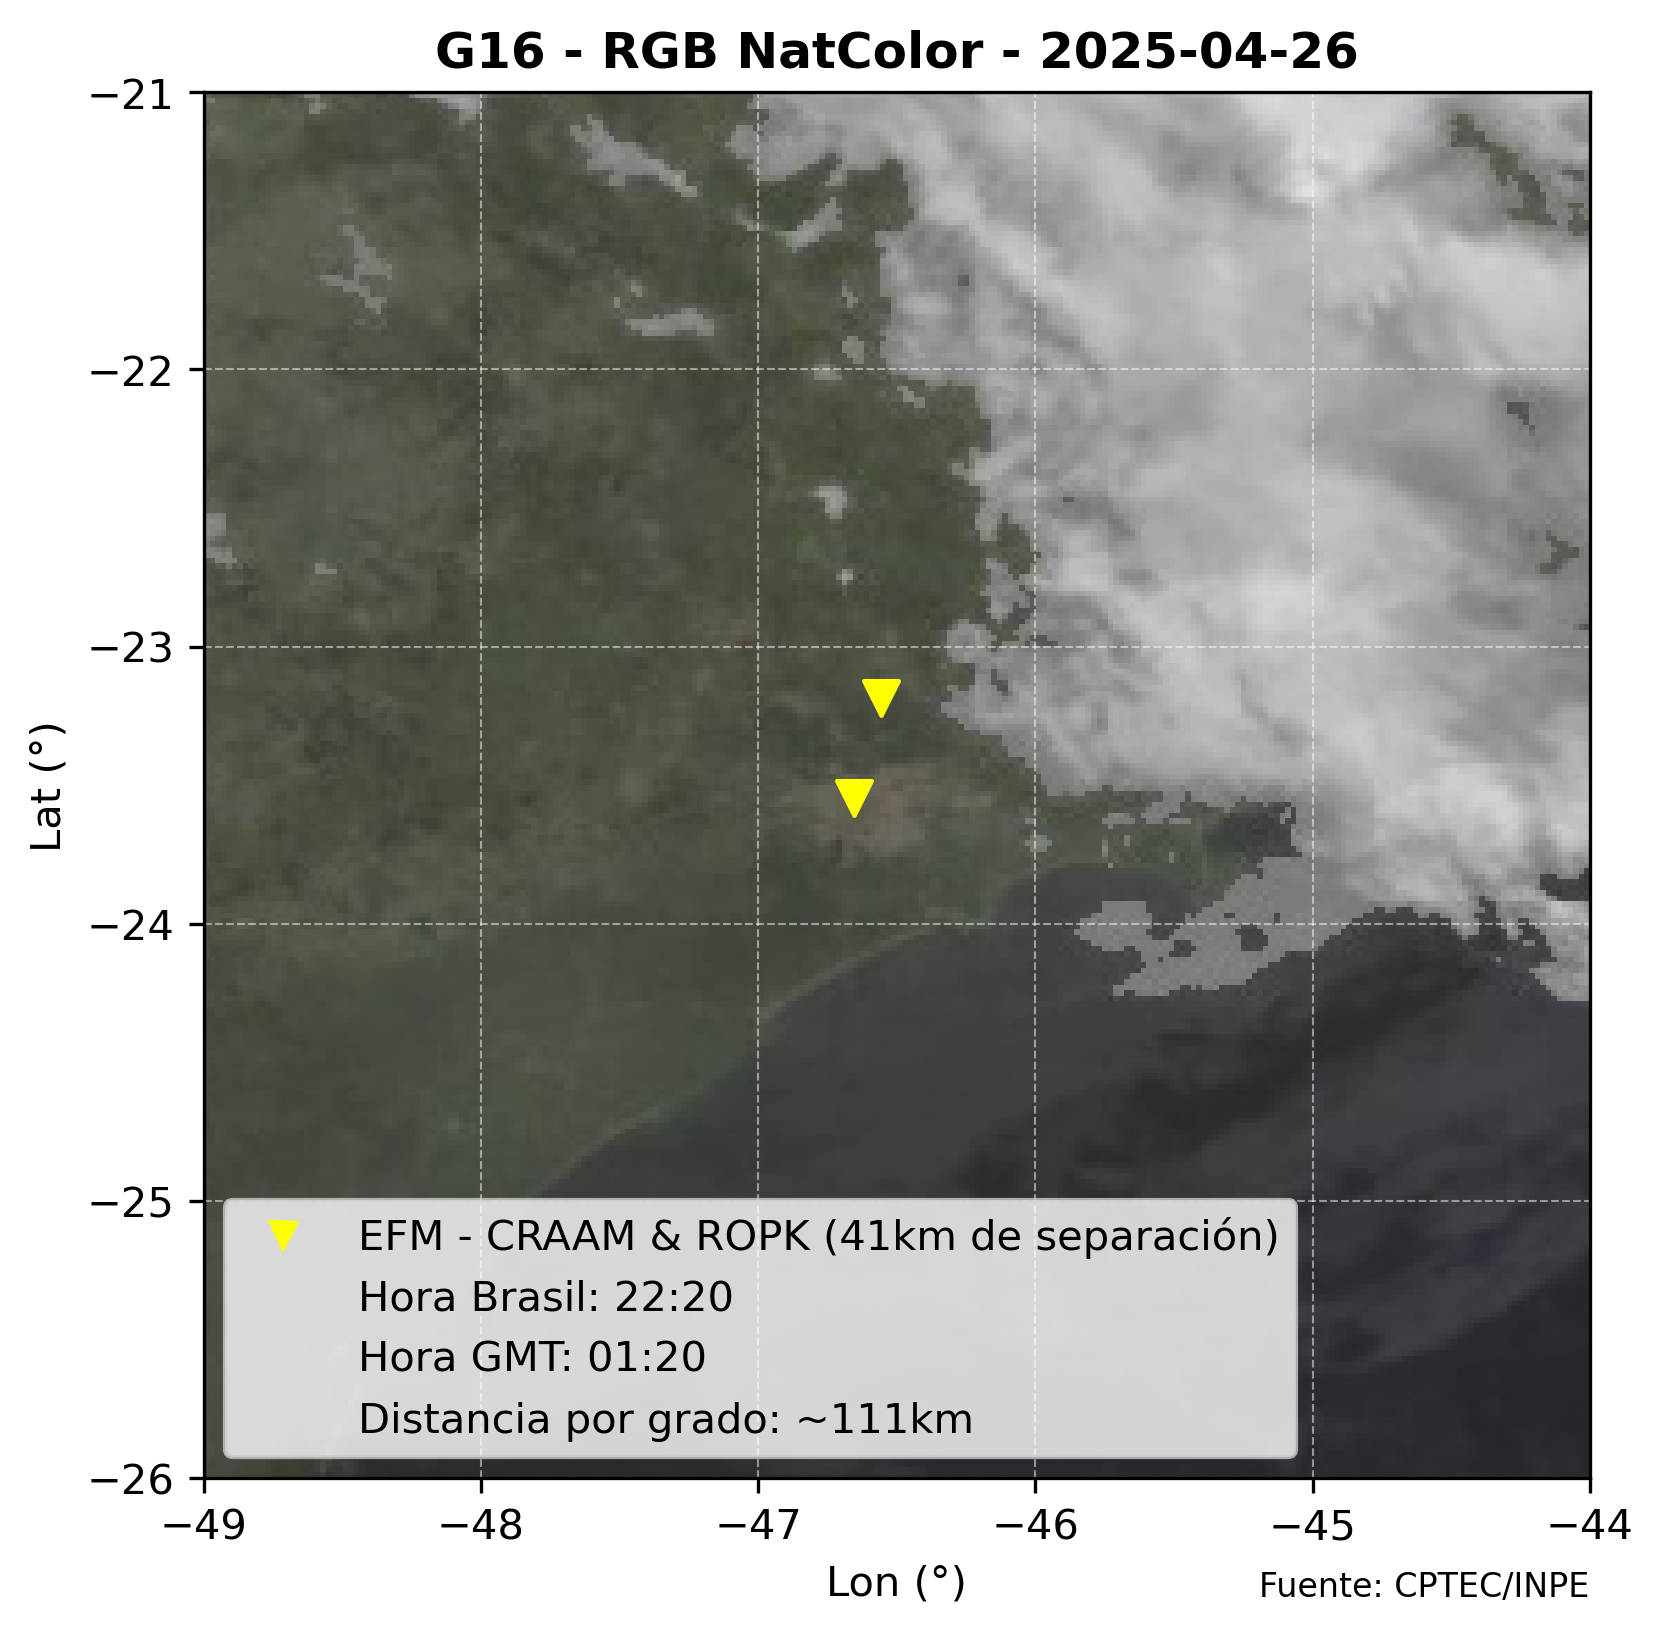 G16 - RGB NatColor - 2025-04-26
−21
−22
−23
−24
−25
−26
Lat (°)
EFM - CRAAM & ROPK (41km de separación)
Hora Brasil: 22:20
Hora GMT: 01:20
Distancia por grado: ~111km
−49 −48 −47 −46 −45 −44
Lon (°)
Fuente: CPTEC/INPE